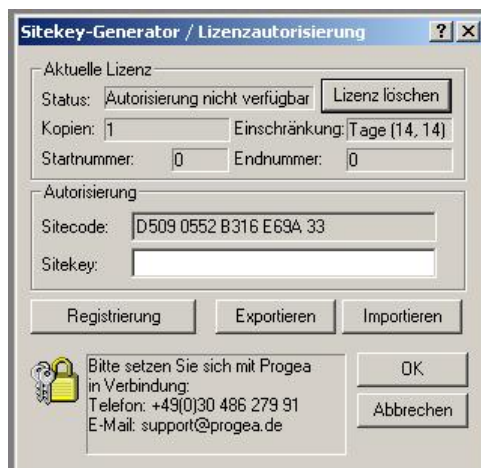 Sitekey-Generator / Lizenzautorisierung
Aktuelle Lizenz
Status: Autorisierung nicht verfügbar Lizenz löschen
Kopien: 1 Einschränkung: Tage (14, 14)
Startnummer: 0 Endnummer: 0
Autorisierung
Sitecode: D509 0552 B316 E69A 33
Sitekey:
Registrierung Exportieren Importieren
Bitte setzen Sie sich mit Progea
in Verbindung:
Telefon: +49(0)30 486 279 91
E-Mail: support@progea.de
OK
Abbrechen